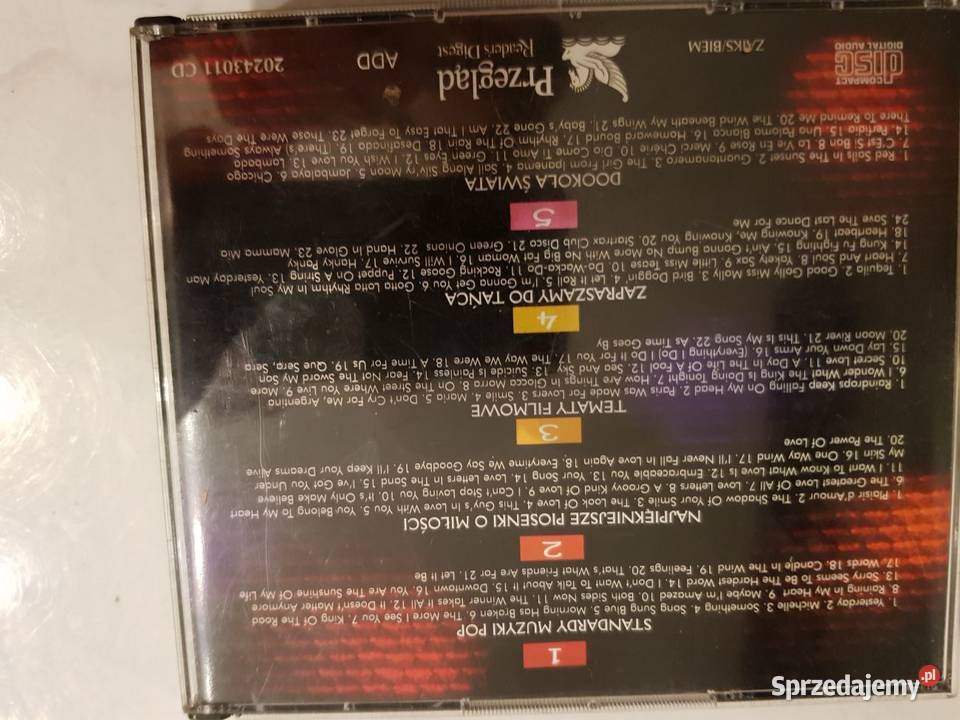 1
STANDARDY MUZYKI POP
1. Yesterday 2. Michelle 3. Something 4. Song Sung Blue 5. Morning Has Broken 6. The More I See You 7. King Of The Road
8. Raining In My Heart 9. Maybe I'm Amazed 10. Both Sides Now 11. The Winner Takes It All 12. It Doesn't Matter Anymore
13. Sorry Seems To Be The Hardest Word 14. I Don't Want To Talk About It 15. Downtown 16. You Are The Sunshine Of My Life
17. Words 18. Candle In The Wind 19. Feelings 20. That's What Friends Are For 21. Let It Be
2
NAJPIĘKNIEJSZE PIOSENKI O MIŁOŚCI
1. Plaisir d'Amour 2. The Shadow Of Your Smile 3. The Look Of Love 4. This Guy's In Love With You 5. You Belong To My Heart
6. The Greatest Love Of All 7. Love Letters 8. A Groovy Kind Of Love 9. I Can't Stop Loving You 10. It's Only Make Believe
11. I Want To Know What Love Is 12. Embraceable You 13. Your Song 14. Love Letters In The Sand 15. I've Got You Under
My Skin 16. One Way Wind 17. I'll Never Fall In Love Again 18. Everytime We Say Goodbye 19. I'll Keep Your Dreams Alive
20. The Power Of Love
3
TEMATY FILMOWE
1. Raindrops Keep Falling On My Head 2. Paris Was Made For Lovers 3. Smile 4. Maria 5. Don't Cry For Me, Argentina
6. I Wonder What The King Is Doing Tonight? 7. How Are Things In Glocca Morra 8. On The Street Where You Live 9. More
10. Secret Love 11. A Day In The Life Of A Fool 12. Sea And Sky 13. Suicide Is Painless 14. Fear Not The Sword My Son
15. Lay Down Your Arms 16. (Everything I Do) I Do It For You 17. The Way We Were 18. A Time For Us 19. Que Sera, Sera
20. Moon River 21. This Is My Song 22. As Time Goes By
4
ZAPRASZAMY DO TAŃCA
1. Tequila 2. Good Golly Miss Molly 3. Bird Doggin' 4. Let It Roll 5. I'm Gonna Get You 6. Gotta Lotta Rhythm In My Soul
7. Heart And Soul 8. Yakety Sax 9. Little Miss Tease 10. Do-Wacka-Do 11. Rocking Goose 12. Puppet On A String 13. Yesterday Man
14. Kung Fu Fighting 15. Ain't Gonna Bump No More With No Big Fat Woman 16. I Will Survive 17. Hanky Panky
18. Heartbeat 19. Knowing Me, Knowing You 20. Startrax Club Disco 21. Green Onions 22. Hand In Glove 23. Mamma Mia
24. Save The Last Dance For Me
5
DOOKOŁA ŚWIATA
1. Red Sails In The Sunset 2. Guantanamera 3. The Girl From Ipanema 4. Sail Along Silv'ry Moon 5. Jambalaya 6. Chicago
7. C'Est Si Bon 8. La Vie En Rose 9. Merci Chérie 10. Dio Come Ti Amo 11. Green Eyes 12. I Wish You Love 13. Lambada
14. Perfidia 15. Una Paloma Blanca 16. Homeward Bound 17. Rhythm Of The Rain 18. Desafinado 19. (There's) Always Something
There To Remind Me 20. The Wind Beneath My Wings 21. Baby's Gone 22. Am I That Easy To Forget 23. Those Were The Days
COMPACT
disc
DIGITAL AUDIO
ZAiKS/BIEM
Przegląd
Reader's Digest
ADD
20243011 CD
Sprzedajemy.pl